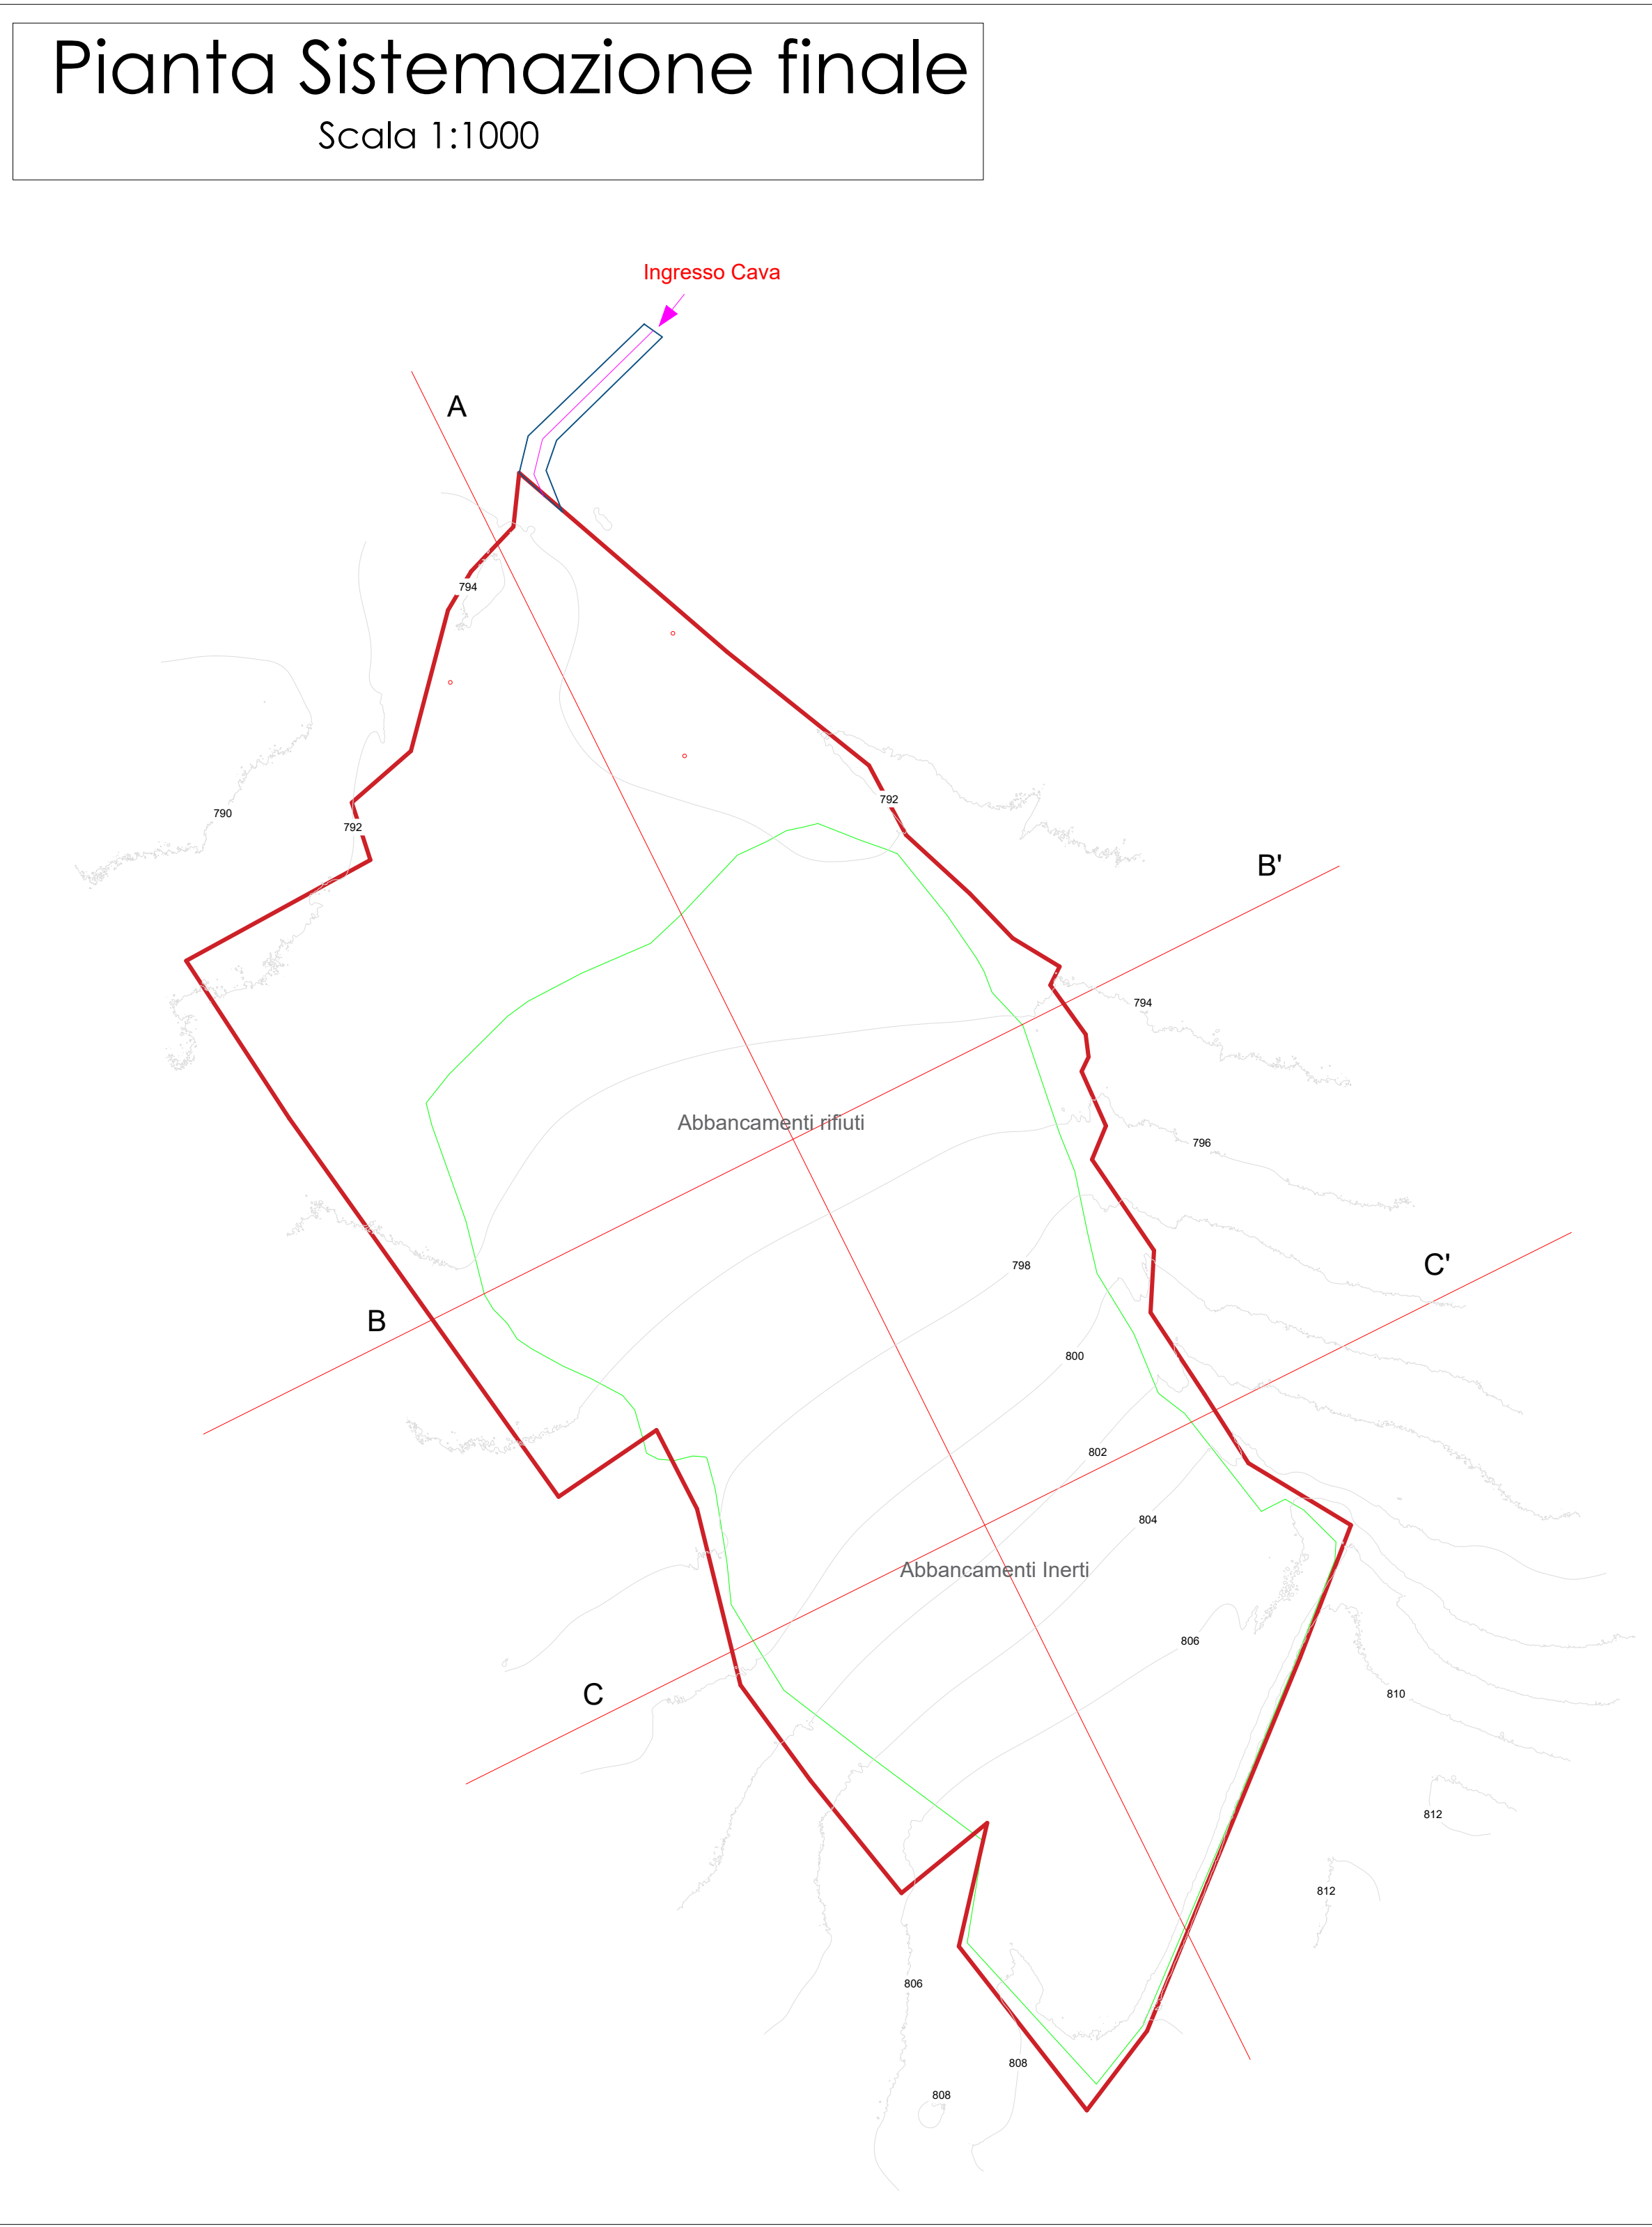 Pianta Sistemazione finale
Scala 1:1000
Ingresso Cava
A
794
792
790
792
B'
794
Abbancamenti rifiuti
796
C'
798
B
800
802
804
Abbancamenti Inerti
806
C
810
812
812
806
808
808